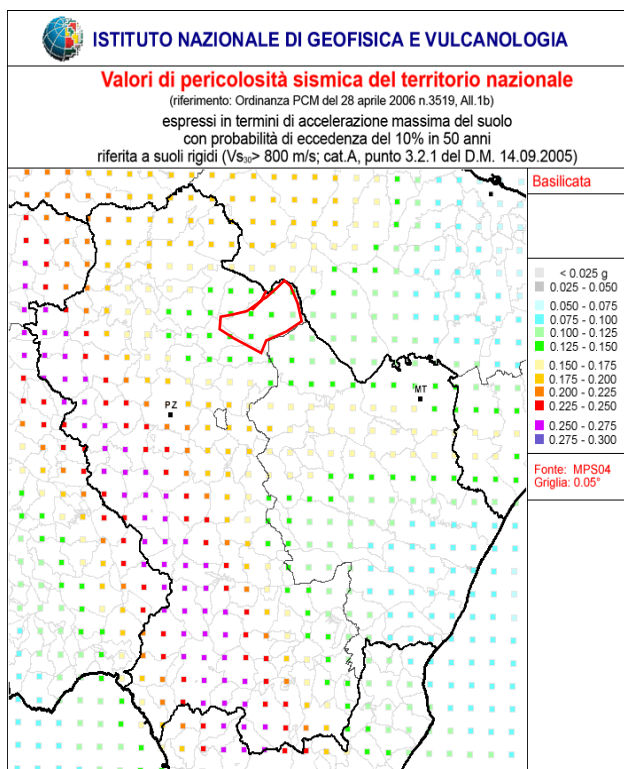 ISTITUTO NAZIONALE DI GEOFISICA E VULCANOLOGIA
Valori di pericolosità sismica del territorio nazionale
(riferimento: Ordinanza PCM del 28 aprile 2006 n.3519, All.1b)
espressi in termini di accelerazione massima del suolo
con probabilità di eccedenza del 10% in 50 anni
riferita a suoli rigidi (Vs30> 800 m/s; cat.A, punto 3.2.1 del D.M. 14.09.2005)
Basilicata
< 0.025 g
0.025 - 0.050
0.050 - 0.075
0.075 - 0.100
0.100 - 0.125
0.125 - 0.150
0.150 - 0.175
0.175 - 0.200
0.200 - 0.225
0.225 - 0.250
0.250 - 0.275
0.275 - 0.300
Fonte: MPS04
Griglia: 0.05°
MT
PZ